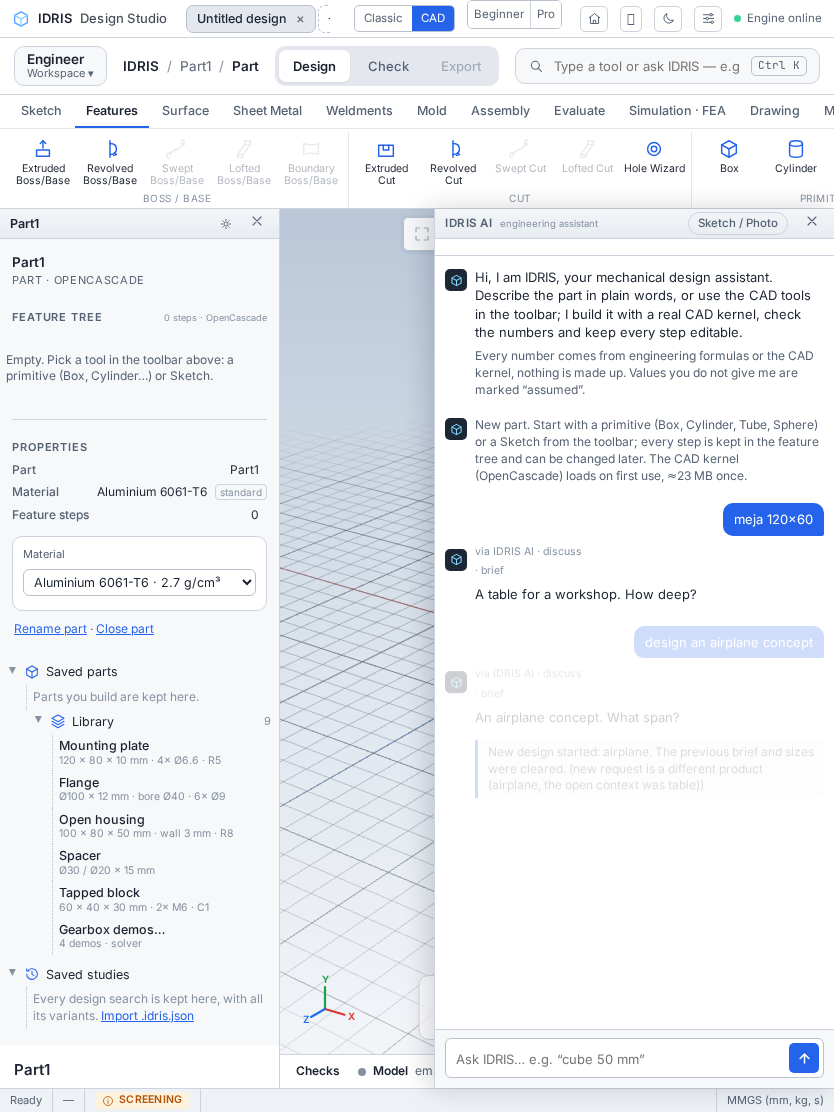 IDRIS Design Studio
Untitled design ×
Classic CAD
Beginner Pro
Engine online
Engineer
Workspace ▾
IDRIS / Part1 / Part
Design Check Export
Type a tool or ask IDRIS — e.g
Ctrl K
Sketch Features Surface Sheet Metal Weldments Mold Assembly Evaluate Simulation · FEA Drawing M
Extruded Boss/Base
Revolved Boss/Base
Swept Boss/Base
Lofted Boss/Base
Boundary Boss/Base
BOSS / BASE
Extruded Cut
Revolved Cut
Swept Cut
Lofted Cut
Hole Wizard
CUT
Box
Cylinder
PRIMIT
Part1
Part1
PART · OPENCASCADE
FEATURE TREE 0 steps · OpenCascade
Empty. Pick a tool in the toolbar above: a
primitive (Box, Cylinder…) or Sketch.
PROPERTIES
Part Part1
Material Aluminium 6061-T6 standard
Feature steps 0
Material
Aluminium 6061-T6 · 2.7 g/cm³
Rename part · Close part
Saved parts
Parts you build are kept here.
Library 9
Mounting plate
120 × 80 × 10 mm · 4× Ø6.6 · R5
Flange
Ø100 × 12 mm · bore Ø40 · 6× Ø9
Open housing
100 × 80 × 50 mm · wall 3 mm · R8
Spacer
Ø30 / Ø20 × 15 mm
Tapped block
60 × 40 × 30 mm · 2× M6 · C1
Gearbox demos…
4 demos · solver
Saved studies
Every design search is kept here, with all
its variants. Import .idris.json
Part1
Y
X
Z
Checks Model em
IDRIS AI engineering assistant
Sketch / Photo
Hi, I am IDRIS, your mechanical design assistant.
Describe the part in plain words, or use the CAD tools
in the toolbar; I build it with a real CAD kernel, check
the numbers and keep every step editable.
Every number comes from engineering formulas or the CAD
kernel, nothing is made up. Values you do not give me are
marked “assumed”.
New part. Start with a primitive (Box, Cylinder, Tube, Sphere)
or a Sketch from the toolbar; every step is kept in the feature
tree and can be changed later. The CAD kernel
(OpenCascade) loads on first use, ≈23 MB once.
meja 120×60
via IDRIS AI · discuss
· brief
A table for a workshop. How deep?
design an airplane concept
via IDRIS AI · discuss
· brief
An airplane concept. What span?
New design started: airplane. The previous brief and sizes
were cleared. (new request is a different product
(airplane, the open context was table))
Ask IDRIS… e.g. “cube 50 mm”
Ready — SCREENING
MMGS (mm, kg, s)